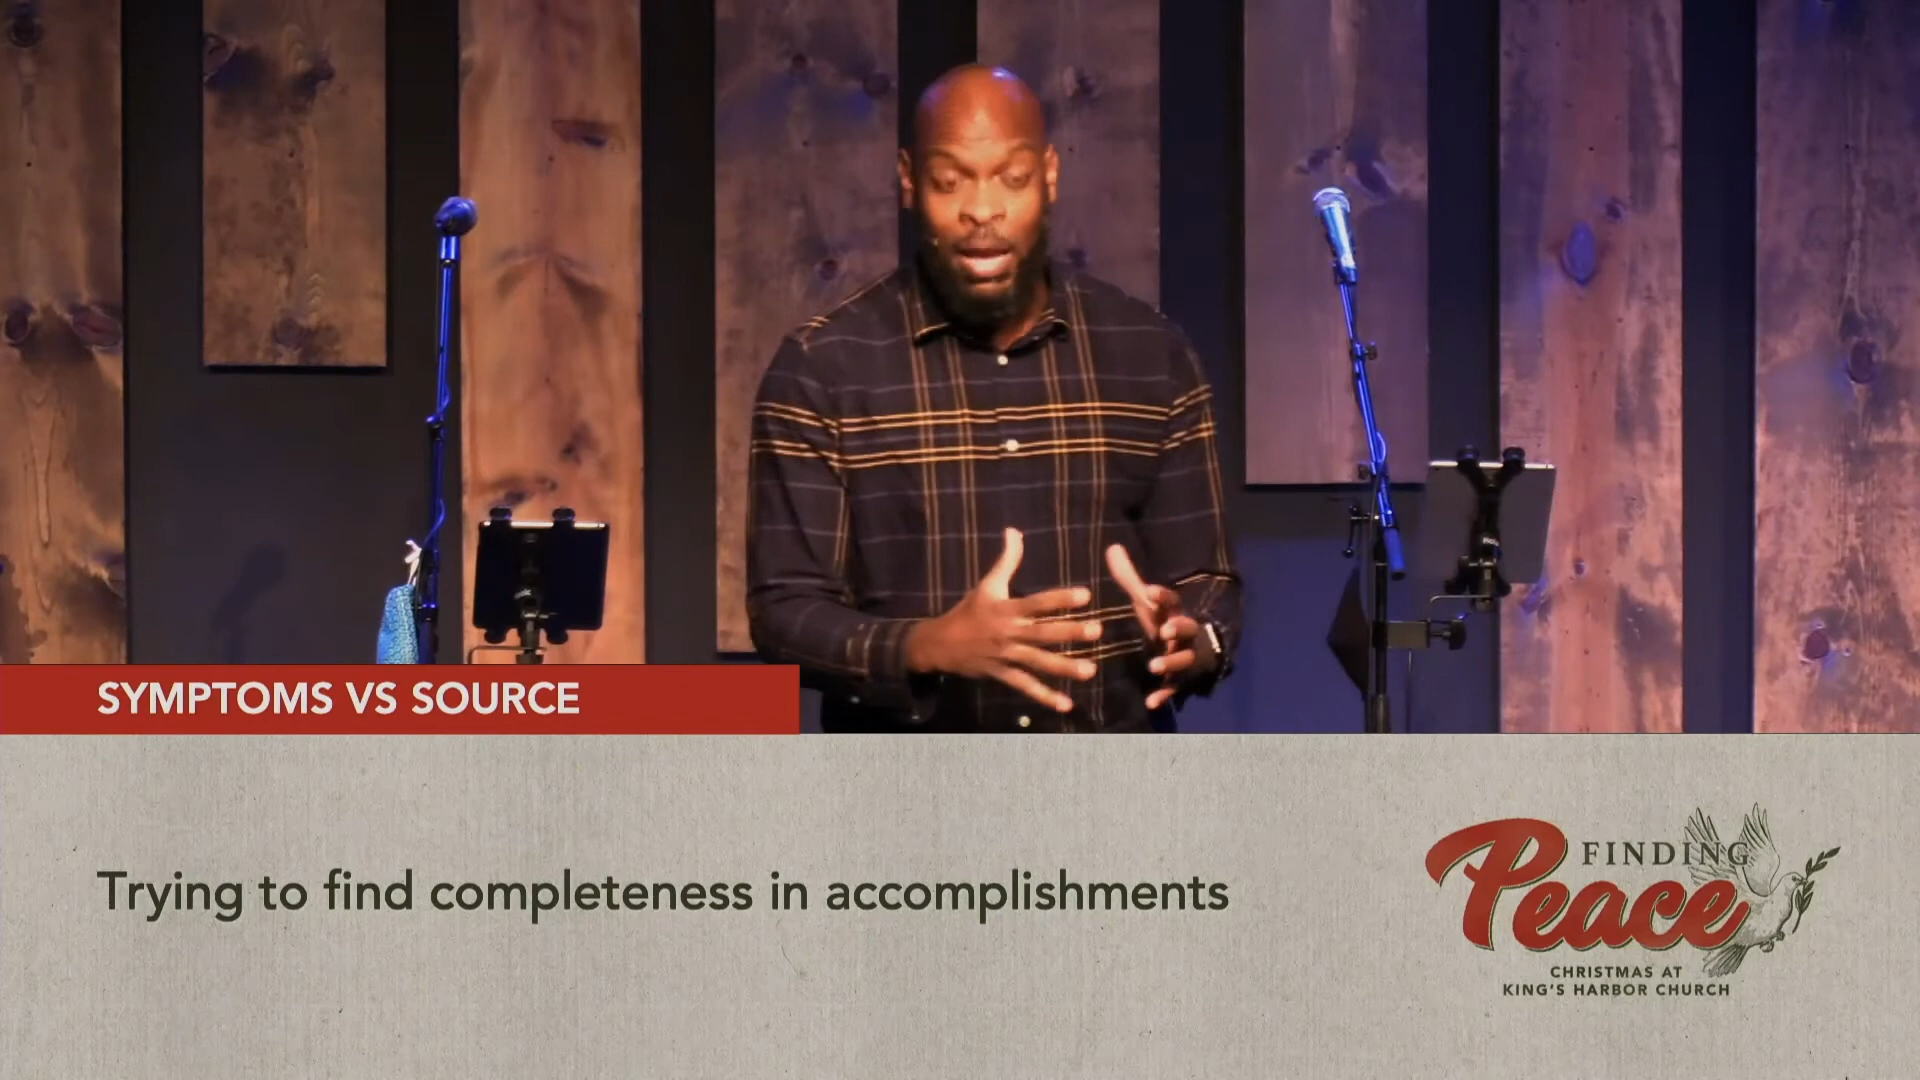 SYMPTOMS VS SOURCE
Trying to find completeness in accomplishments
FINDING
Peace
CHRISTMAS AT
KING'S HARBOR CHURCH